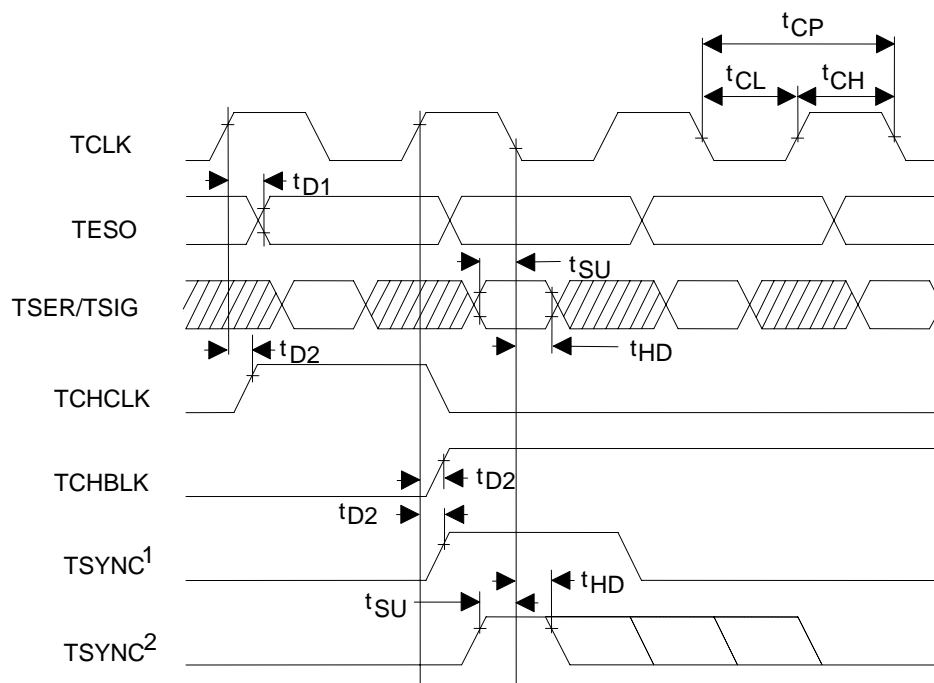 tCP
tCL tCH
TCLK
tD1
TESO
tSU
TSER/TSIG
tD2 tHD
TCHCLK
TCHBLK tD2
tD2
TSYNC1
tSU tHD
TSYNC2